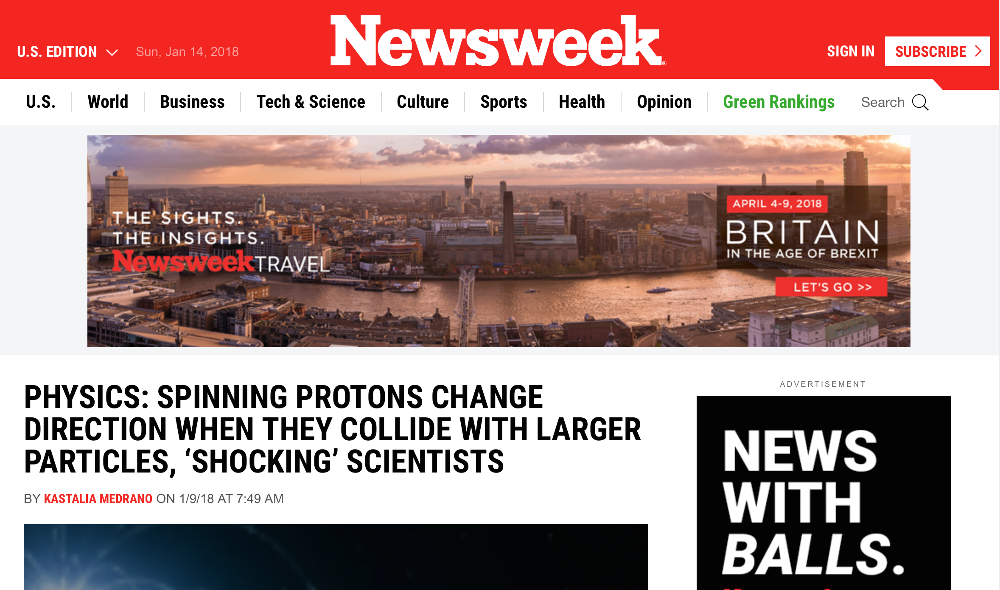 Newsweek®
U.S. EDITION Sun, Jan 14, 2018
SIGN IN SUBSCRIBE >
U.S. World Business Tech & Science Culture Sports Health Opinion Green Rankings Search
THE SIGHTS.
THE INSIGHTS.
NewsweekTRAVEL
APRIL 4-9, 2018
BRITAIN
IN THE AGE OF BREXIT
LET'S GO >>
PHYSICS: SPINNING PROTONS CHANGE
DIRECTION WHEN THEY COLLIDE WITH LARGER
PARTICLES, ‘SHOCKING’ SCIENTISTS
BY KASTALIA MEDRANO ON 1/9/18 AT 7:49 AM
ADVERTISEMENT
NEWS
WITH
BALLS.